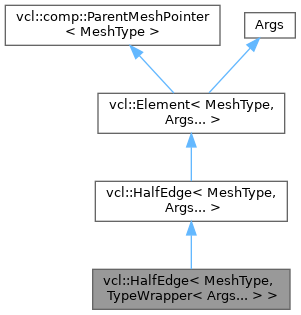 vcl::comp::ParentMeshPointer
< MeshType >
Args
vcl::Element< MeshType,
Args... >
vcl::HalfEdge< MeshType,
Args... >
vcl::HalfEdge< MeshType,
TypeWrapper< Args... > >